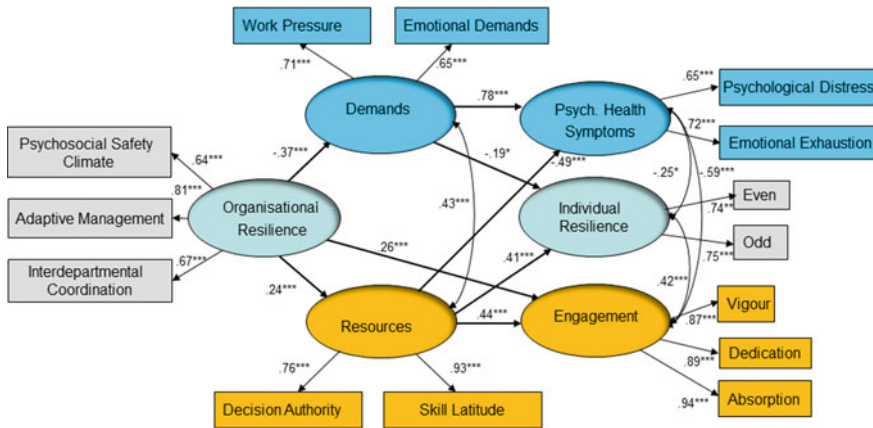 Work Pressure
Emotional Demands
.71***
.65***
Demands
.78***
Psych. Health
Symptoms
.65***
Psychological Distress
.72***
Emotional Exhaustion
Psychosocial Safety
Climate
.64***
-.37***
-.19*
-.49***
-.25*
-.59***
Adaptive Management
.81***
Organisational
Resilience
.43***
Individual
Resilience
.74**
Even
.75***
Odd
Interdepartmental
Coordination
.67***
.26***
.41***
.42***
.24***
Resources
.44***
Engagement
.87***
Vigour
.89***
Dedication
.94***
Absorption
.76***
.93***
Decision Authority
Skill Latitude